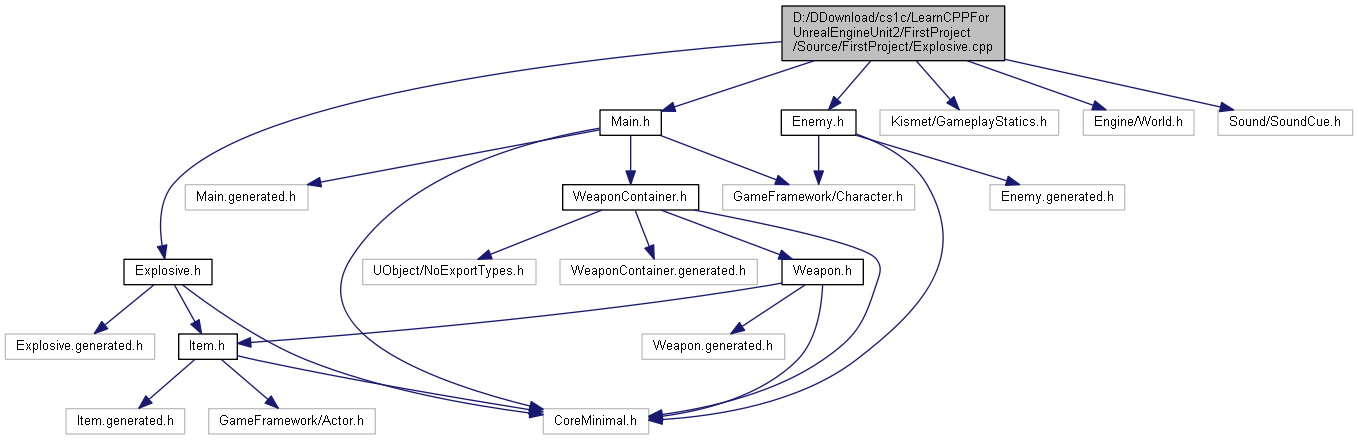 D:/DDownload/cs1c/LearnCPPFor
UnrealEngineUnit2/FirstProject
/Source/FirstProject/Explosive.cpp
Main.h
Enemy.h
Kismet/GameplayStatics.h
Engine/World.h
Sound/SoundCue.h
Main.generated.h
WeaponContainer.h
GameFramework/Character.h
Enemy.generated.h
Explosive.h
UObject/NoExportTypes.h
WeaponContainer.generated.h
Weapon.h
Explosive.generated.h
Item.h
Weapon.generated.h
Item.generated.h
GameFramework/Actor.h
CoreMinimal.h